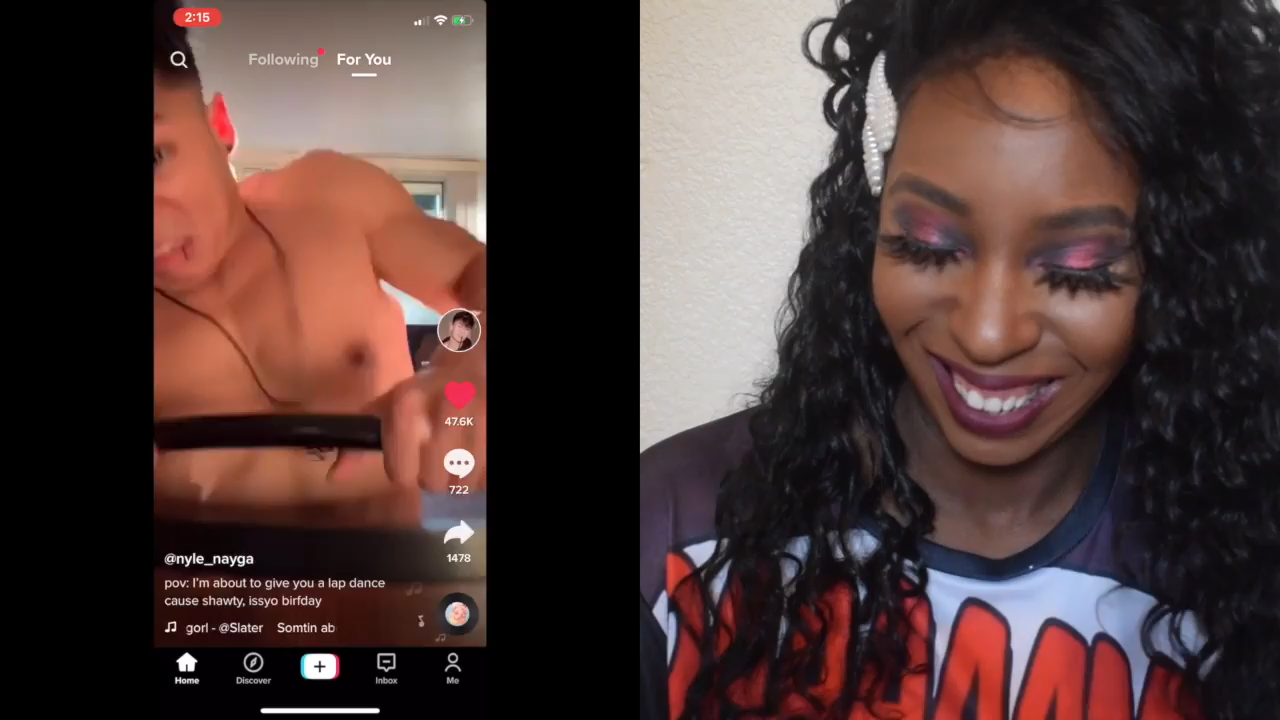 2:15
Following
For You
47.6K
722
1478
@nyle_nayga
pov: I'm about to give you a lap dance
cause shawty, issyo birfday
gorl - @Slater Somtin ab
Home
Discover
Inbox
Me